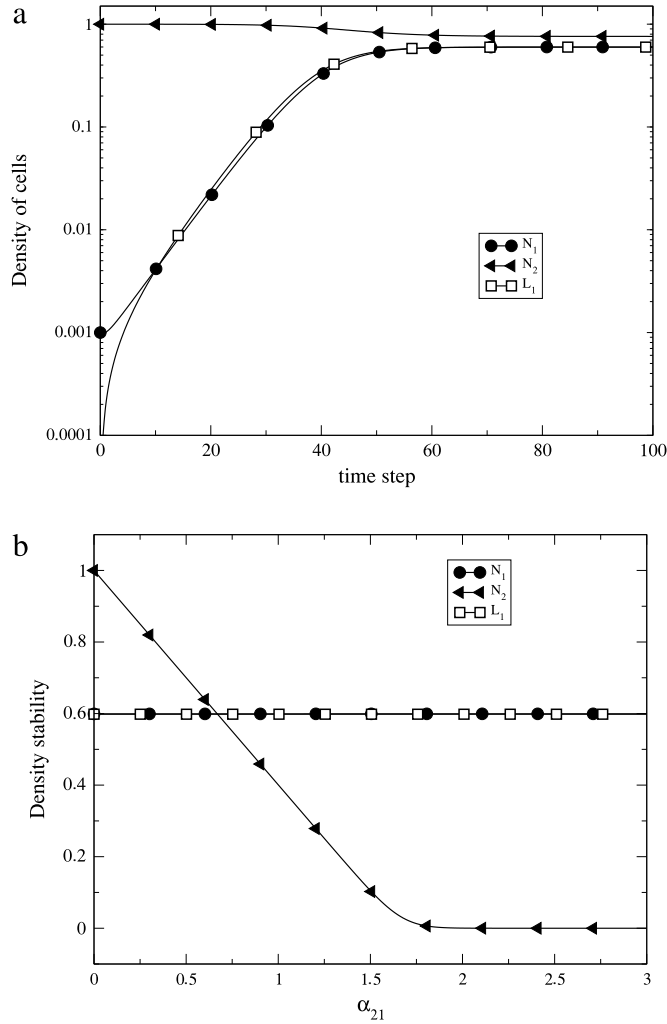 a
1
0.1
0.01
0.001
0.0001
Density of cells
N1
N2
L1
0 20 40 60 80 100
time step
b
1
0.8
0.6
0.4
0.2
0
Density stability
N1
N2
L1
0 0.5 1 1.5 2 2.5 3
α21